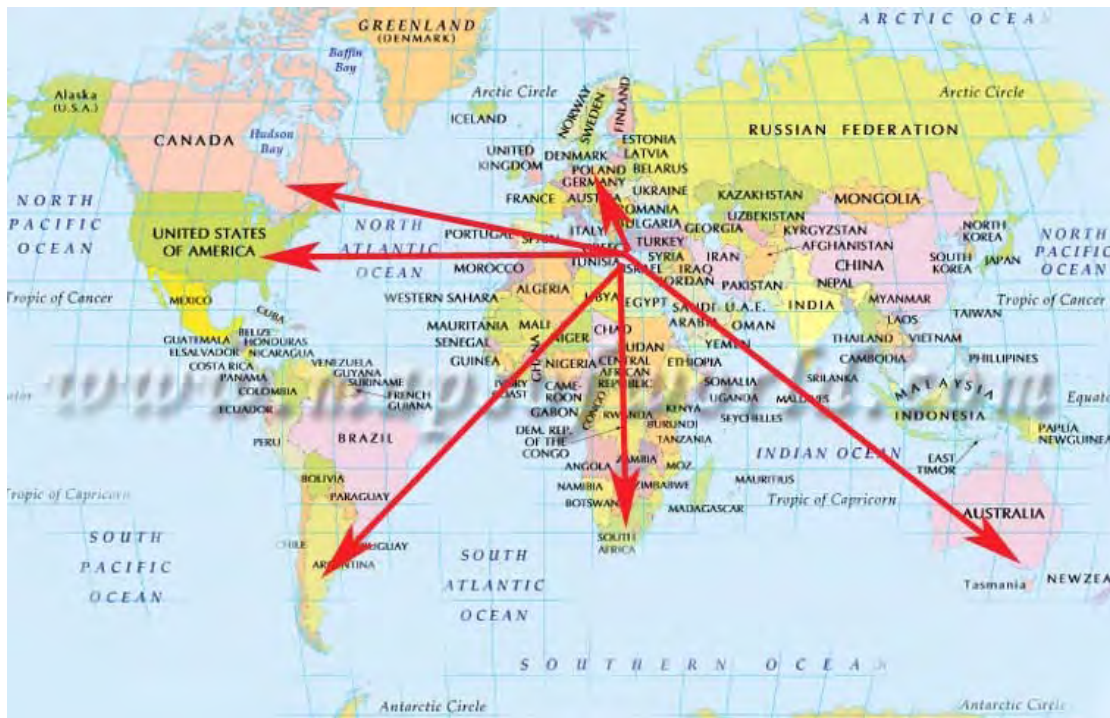 ARCTIC OCEAN
GREENLAND
(DENMARK)
Baffin
Bay
Alaska
(U.S.A.)
Arctic Circle
Arctic Circle
ICELAND
NORWAY
SWEDEN
FINLAND
CANADA
Hudson
Bay
RUSSIAN FEDERATION
ESTONIA
LATVIA
UNITED
KINGDOM
DENMARK
BELARUS
POLAND
GERMANY
UKRAINE
KAZAKHSTAN
MONGOLIA
FRANCE
AUSTRIA
ROMANIA
NORTH
PACIFIC
OCEAN
UNITED STATES
OF AMERICA
NORTH
ATLANTIC
OCEAN
PORTUGAL
SPAIN
ITALY
BULGARIA
GEORGIA
UZBEKISTAN
KYRGYZSTAN
NORTH
KOREA
NORTH
PACIFIC
OCEAN
GREECE
TURKEY
SYRIA
AFGHANISTAN
SOUTH
KOREA
JAPAN
MOROCCO
TUNISIA
ISRAEL
IRAQ
IRAN
CHINA
JORDAN
PAKISTAN
NEPAL
Tropic of Cancer
MEXICO
WESTERN SAHARA
ALGERIA
LIBYA
EGYPT
SAUDI
ARABIA
U.A.E.
INDIA
MYANMAR
Tropic of Cancer
CUBA
MAURITANIA
MALI
NIGER
CHAD
SUDAN
OMAN
YEMEN
LAOS
TAIWAN
GUATEMALA
BELIZE
HONDURAS
ELSALVADOR
NICARAGUA
COSTA RICA
PANAMA
SENEGAL
GUINEA
GHANA
NIGERIA
CENTRAL
AFRICAN
REPUBLIC
ETHIOPIA
THAILAND
VIETNAM
CAMBODIA
PHILLIPINES
VENEZUELA
GUYANA
SURINAME
FRENCH
GUIANA
COLOMBIA
ECUADOR
IVORY
COAST
CAME-
ROON
GABON
CONGO
SOMALIA
UGANDA
KENYA
SRILANKA
MALDIVES
SEYCHELLES
MALAYSIA
INDONESIA
Equato
PERU
BRAZIL
DEM. REP.
OF THE
CONGO
RWANDA
BURUNDI
TANZANIA
INDIAN OCEAN
EAST
TIMOR
PAPUA
NEWGUINEA
BOLIVIA
PARAGUAY
ANGOLA
ZAMBIA
MOZ
NAMIBIA
ZIMBABWE
BOTSWAN
MADAGASCAR
MAURITIUS
Tropic of Capricorn
Tropic of Capricorn
AUSTRALIA
SOUTH
PACIFIC
OCEAN
CHILE
URUGUAY
ARGENTINA
SOUTH
ATLANTIC
OCEAN
SOUTH
AFRICA
Tasmania
NEWZEA
SOUTHERN OCEAN
Antarctic Circle
Antarctic Circle